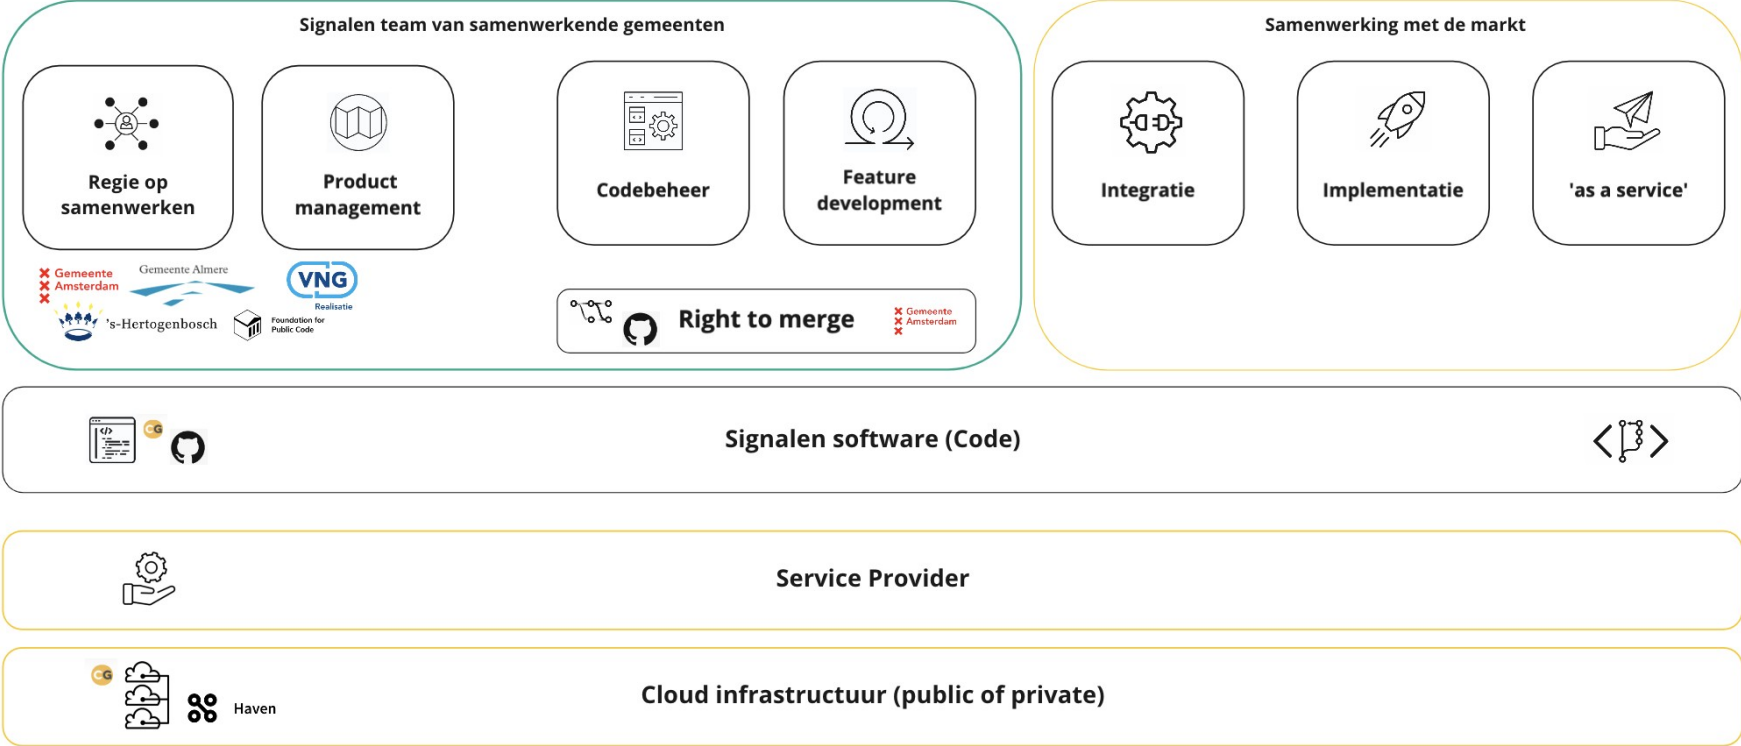 Signalen team van samenwerkende gemeenten
Samenwerking met de markt
Regie op
samenwerken
Product
management
Codebeheer
Feature
development
Integratie
Implementatie
'as a service'
Gemeente
Amsterdam
Gemeente Almere
VNG
Realisatie
's-Hertogenbosch
Foundation for
Public Code
Right to merge
Gemeente
Amsterdam
CG
Signalen software (Code)
Service Provider
CG
Haven
Cloud infrastructuur (public of private)